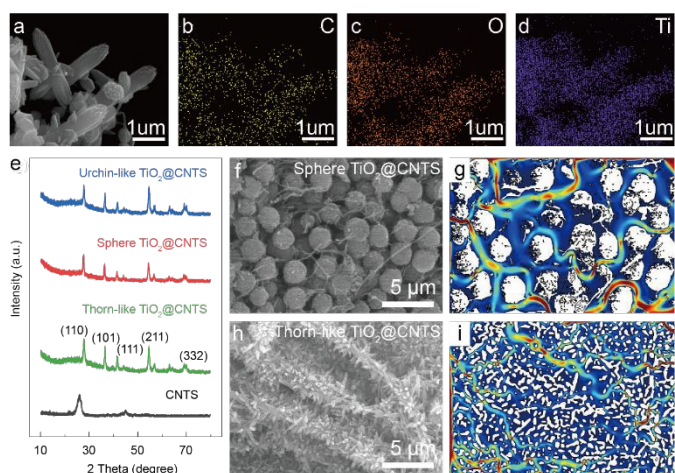 a
1um
b
C
1um
c
O
1um
d
Ti
1um
e
Intensity (a.u.)
Urchin-like TiO₂@CNTS
Sphere TiO₂@CNTS
Thorn-like TiO₂@CNTS
(110)
(101)
(111)
(211)
(332)
CNTS
10
30
50
70
2 Theta (degree)
f
Sphere TiO₂@CNTS
5 µm
g
h
Thorn-like TiO₂@CNTS
5 µm
i